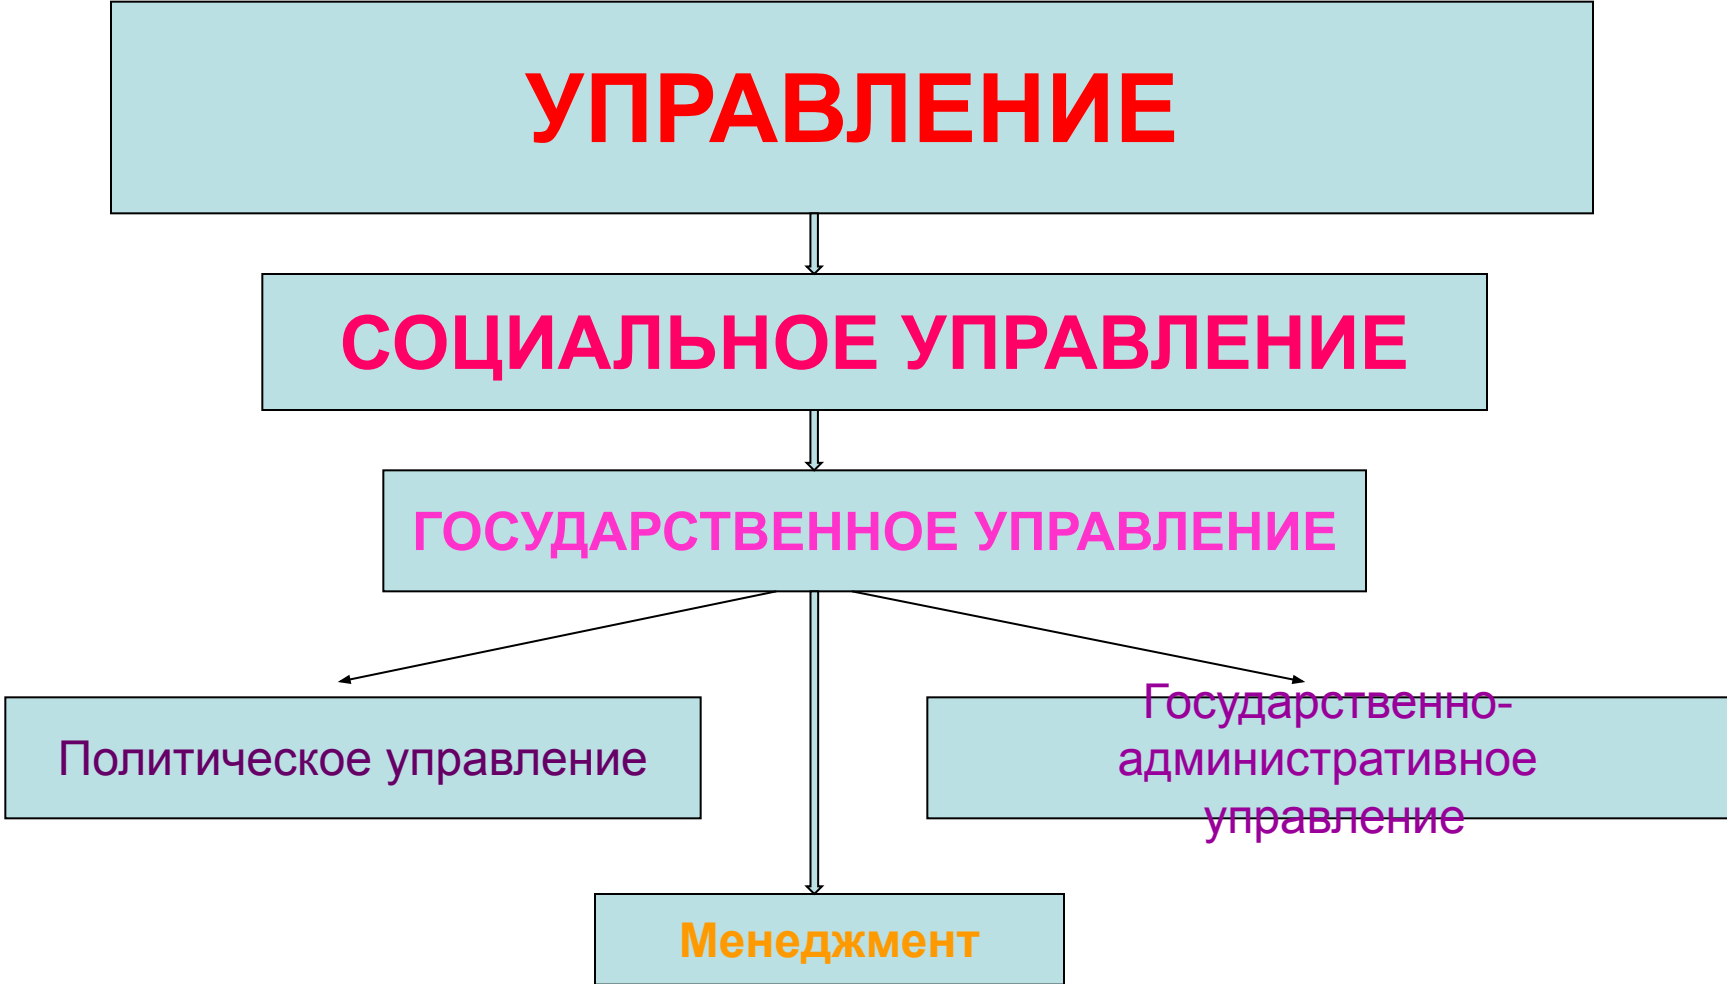 УПРАВЛЕНИЕ
СОЦИАЛЬНОЕ УПРАВЛЕНИЕ
ГОСУДАРСТВЕННОЕ УПРАВЛЕНИЕ
Политическое управление
Государственно-
административное
управление
Менеджмент